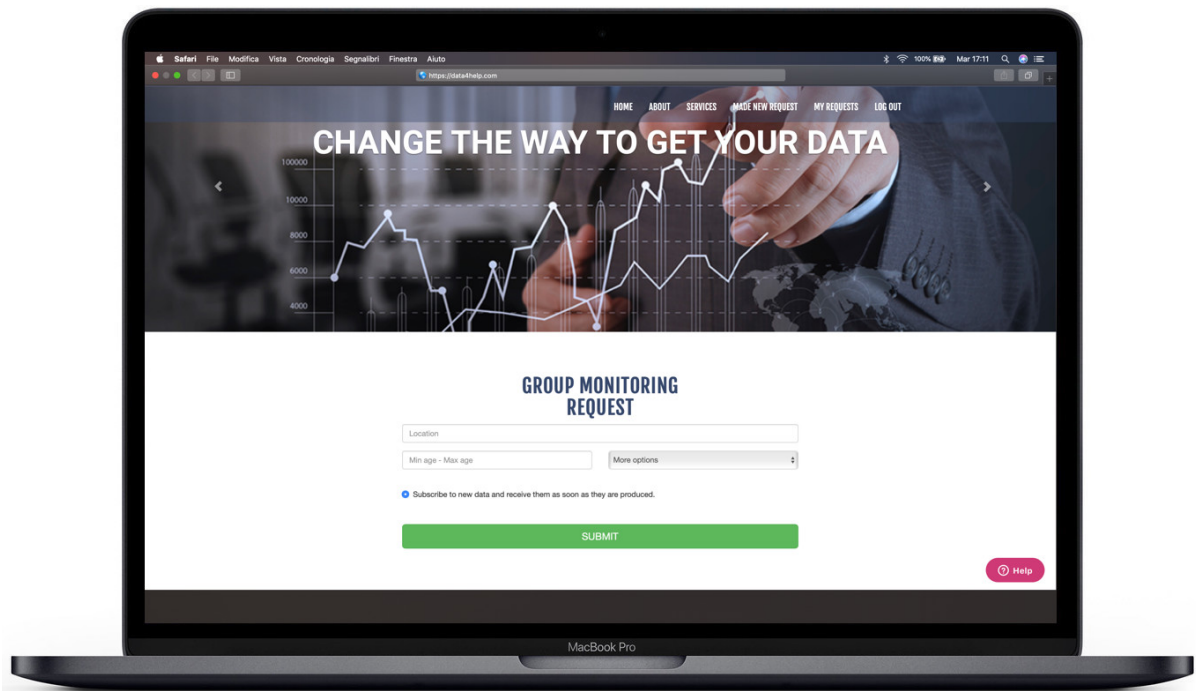 Safari File Modifica Vista Cronologia Segnalibri Finestra Aiuto 100% Mar 17:11
https://data4help.com
HOME ABOUT SERVICES MADE NEW REQUEST MY REQUESTS LOG OUT
CHANGE THE WAY TO GET YOUR DATA
100000
10000
8000
6000
4000
GROUP MONITORING
REQUEST
Location
Min age - Max age More options
Subscribe to new data and receive them as soon as they are produced.
SUBMIT
Help
MacBook Pro